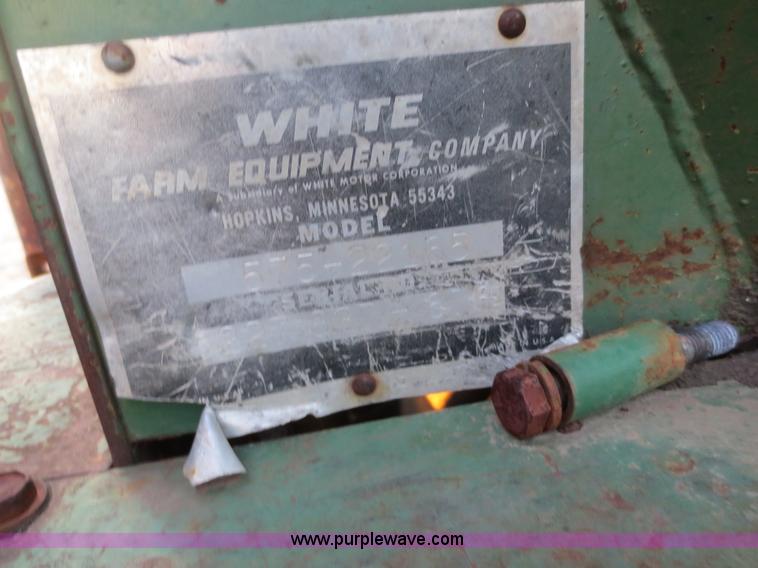 WHITE
FARM EQUIPMENT COMPANY
A subsidiary of WHITE MOTOR CORPORATION
HOPKINS, MINNESOTA 55343
MODEL
U.S.A.
www.purplewave.com